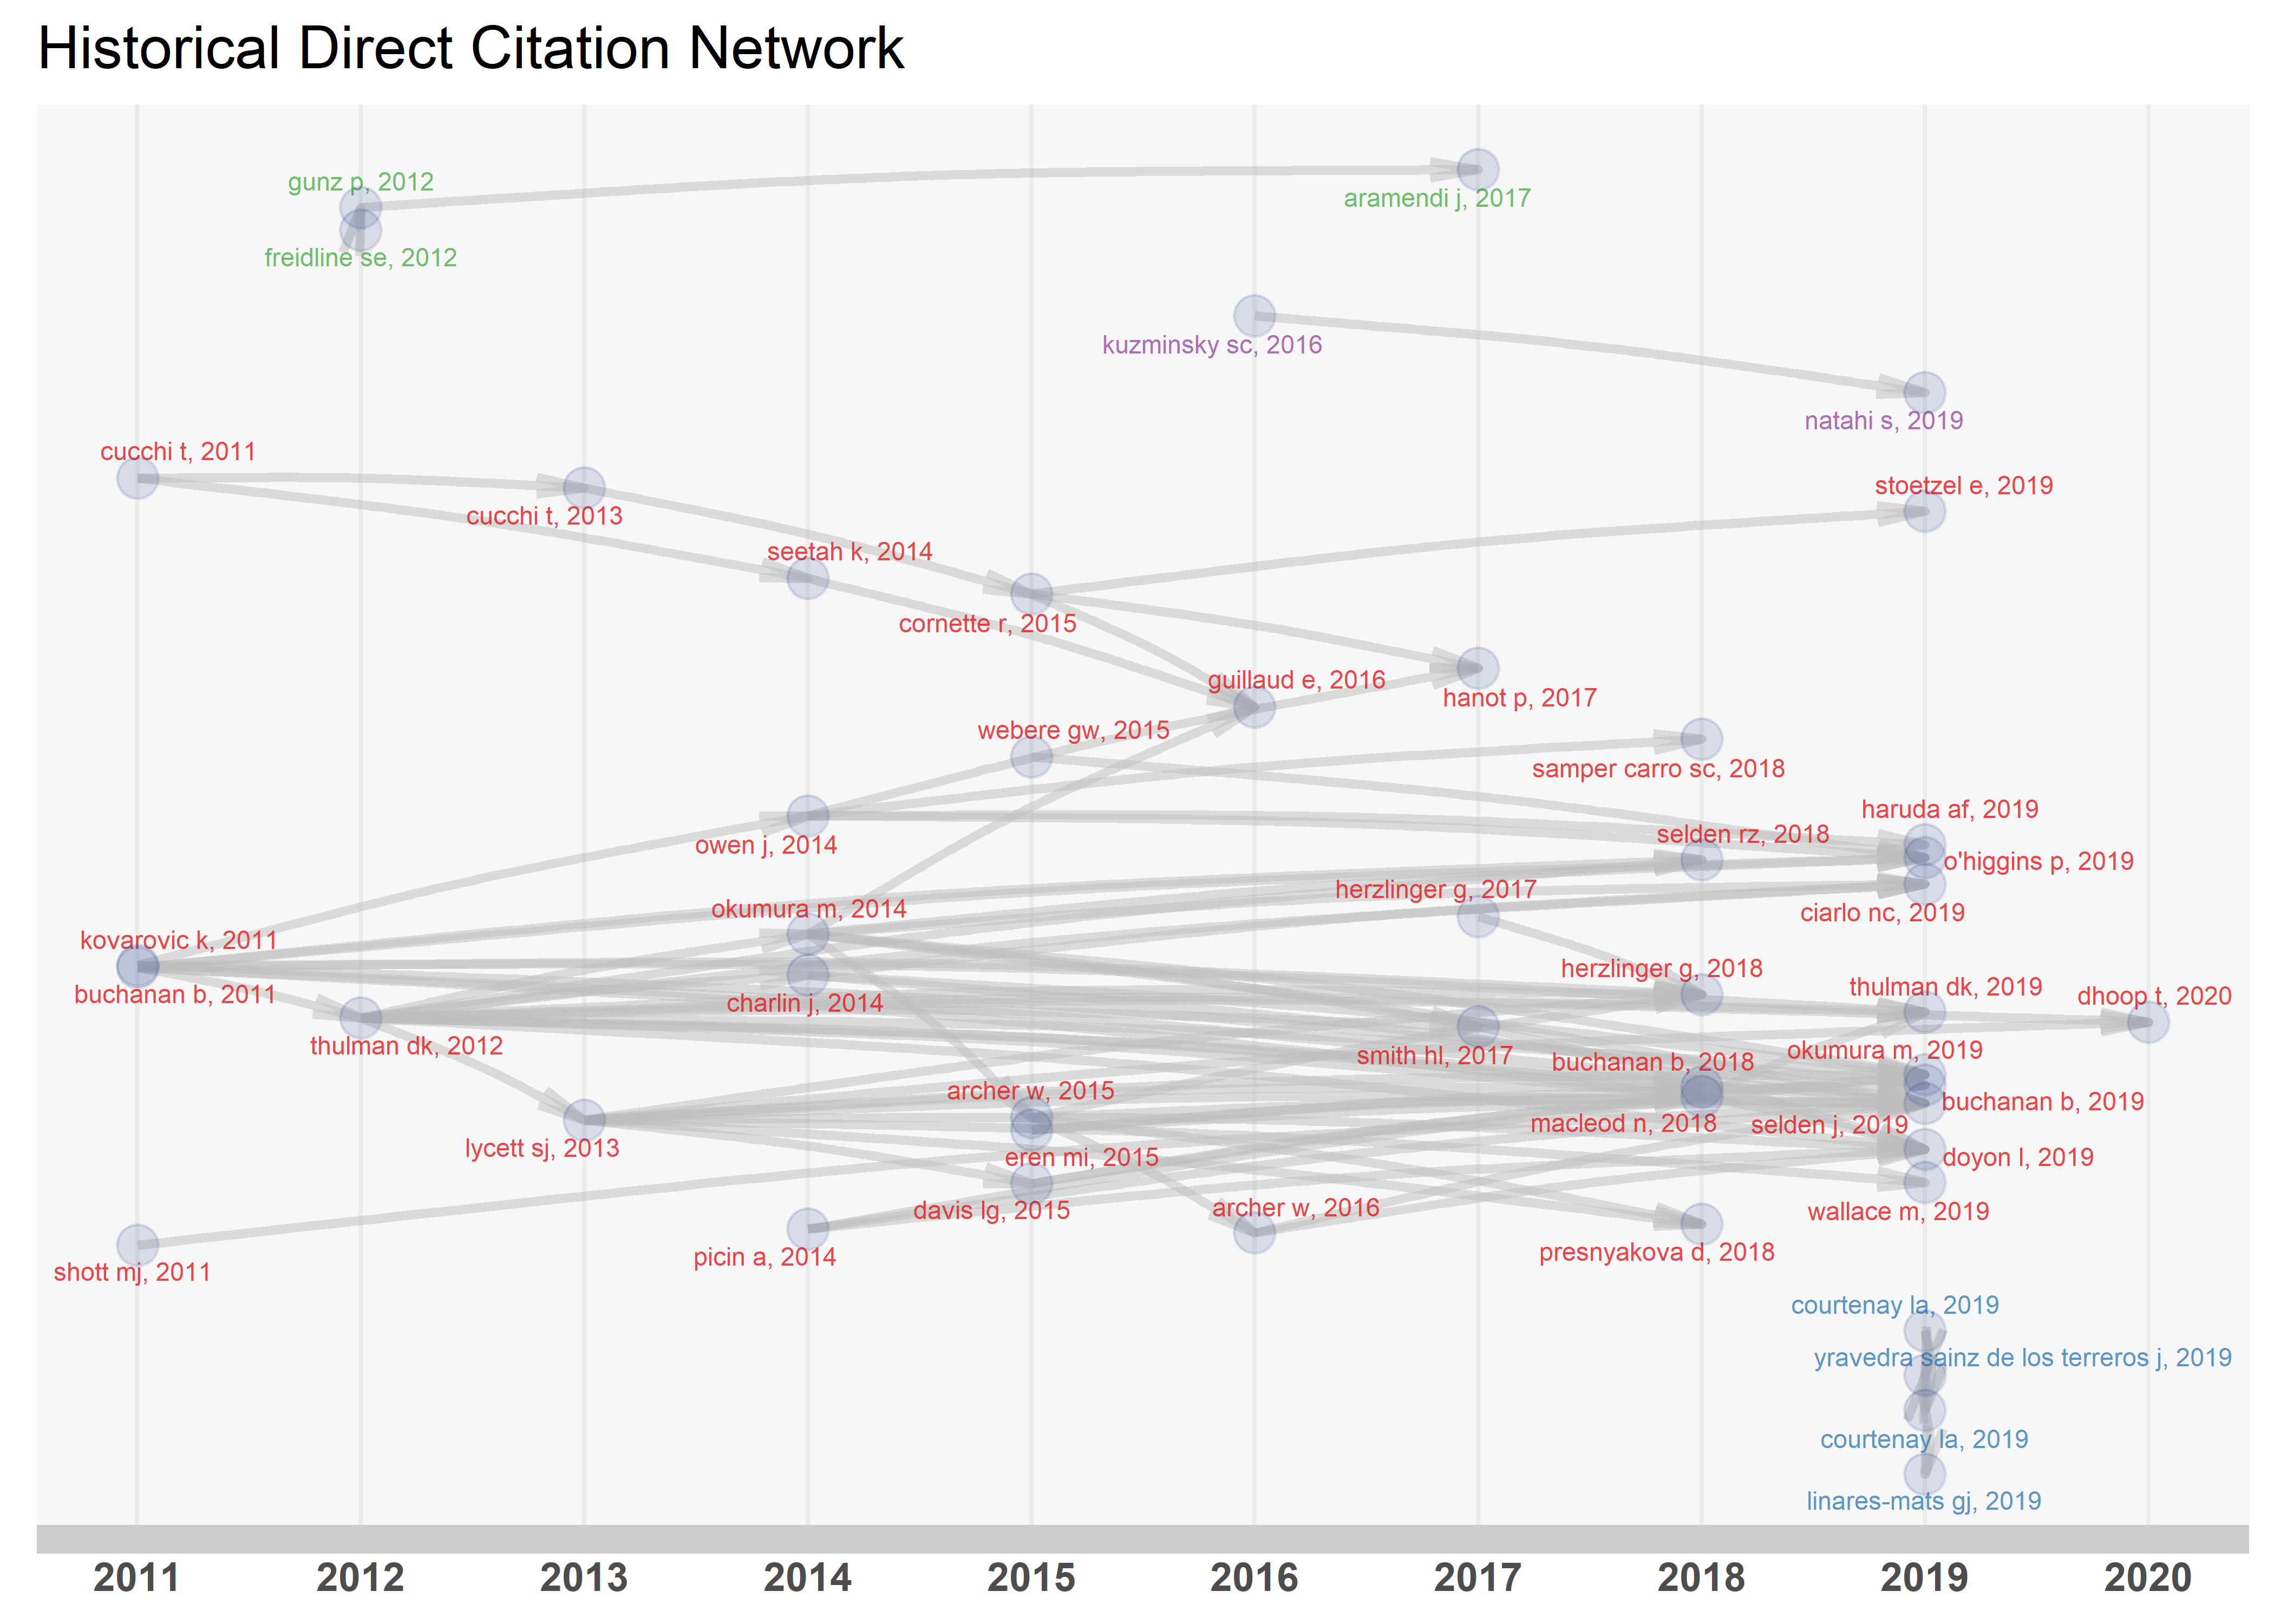 Historical Direct Citation Network
gunz p, 2012
aramendi j, 2017
freidline se, 2012
kuzminsky sc, 2016
natahi s, 2019
cucchi t, 2011
stoetzel e, 2019
cucchi t, 2013
seetah k, 2014
cornette r, 2015
guillaud e, 2016
hanot p, 2017
webere gw, 2015
samper carro sc, 2018
haruda af, 2019
selden rz, 2018
owen j, 2014
o'higgins p, 2019
herzlinger g, 2017
okumura m, 2014
ciarlo nc, 2019
kovarovic k, 2011
herzlinger g, 2018
thulman dk, 2019
buchanan b, 2011
dhoop t, 2020
charlin j, 2014
thulman dk, 2012
okumura m, 2019
smith hl, 2017
buchanan b, 2018
archer w, 2015
buchanan b, 2019
macleod n, 2018
selden j, 2019
lycett sj, 2013
eren mi, 2015
doyon l, 2019
archer w, 2016
davis lg, 2015
wallace m, 2019
presnyakova d, 2018
picin a, 2014
shott mj, 2011
courtenay la, 2019
yravedra sainz de los terreros j, 2019
courtenay la, 2019
linares-mats gj, 2019
2011 2012 2013 2014 2015 2016 2017 2018 2019 2020